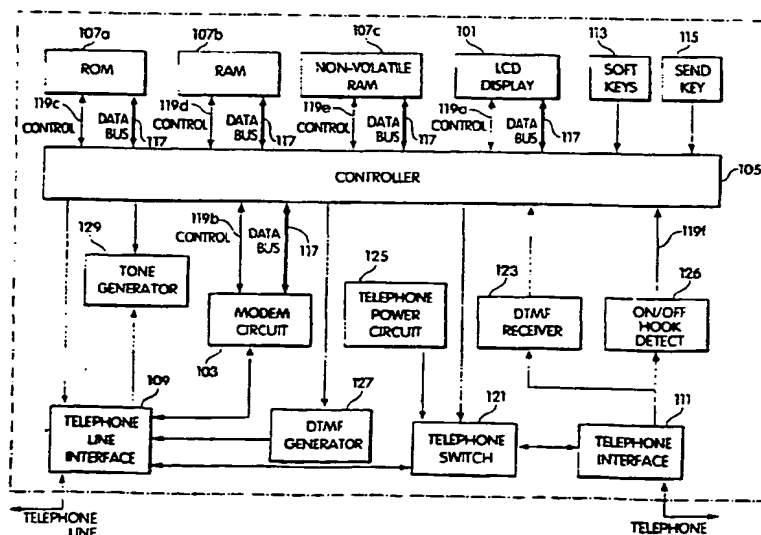 107a
ROM
107b
RAM
107c
NON-VOLATILE
RAM
101
LCD
DISPLAY
113
SOFT
KEYS
115
SEND
KEY
119c
CONTROL
DATA
BUS
117
119d
CONTROL
DATA
BUS
117
119e
CONTROL
DATA
BUS
117
119a
CONTROL
DATA
BUS
117
CONTROLLER
105
129
TONE
GENERATOR
119b
CONTROL
DATA
BUS
117
MODEM
CIRCUIT
103
125
TELEPHONE
POWER
CIRCUIT
123
DTMF
RECEIVER
119f
126
ON/OFF
HOOK
DETECT
109
TELEPHONE
LINE
INTERFACE
127
DTMF
GENERATOR
121
TELEPHONE
SWITCH
111
TELEPHONE
INTERFACE
TELEPHONE
LINE
TELEPHONE